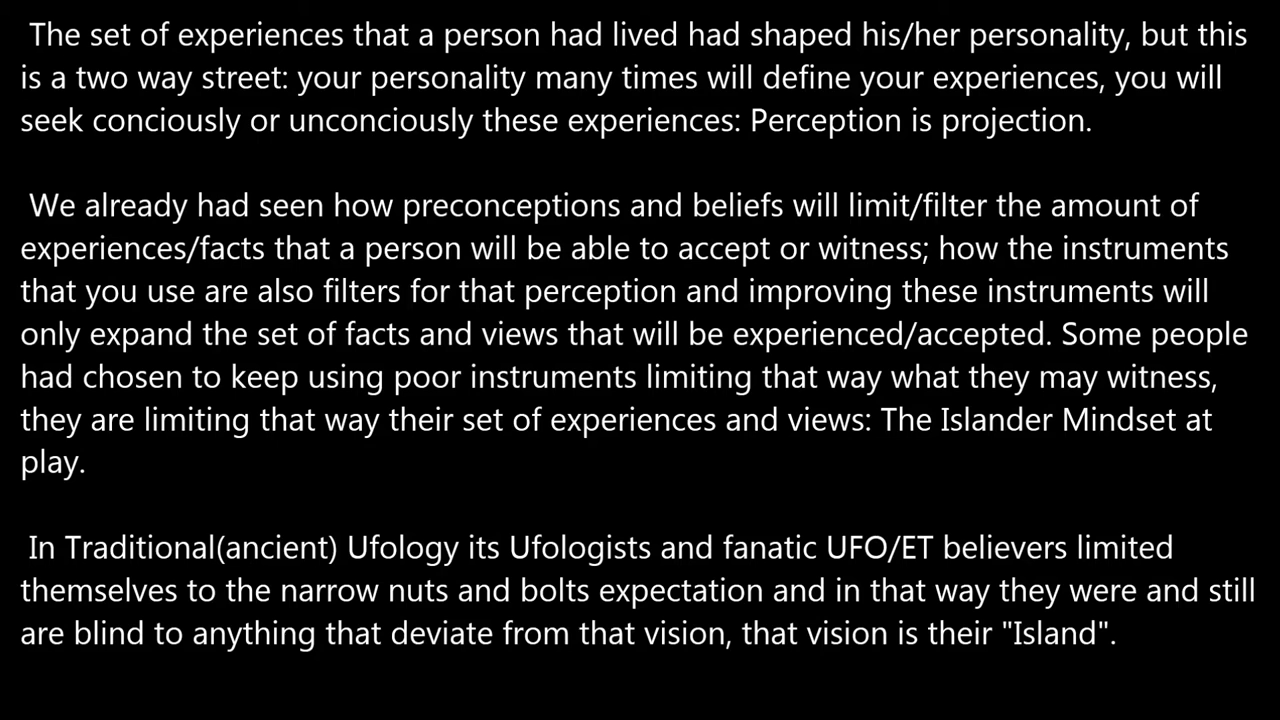 The set of experiences that a person had lived had shaped his/her personality, but this
is a two way street: your personality many times will define your experiences, you will
seek conciously or unconciously these experiences: Perception is projection.
We already had seen how preconceptions and beliefs will limit/filter the amount of
experiences/facts that a person will be able to accept or witness; how the instruments
that you use are also filters for that perception and improving these instruments will
only expand the set of facts and views that will be experienced/accepted. Some people
had chosen to keep using poor instruments limiting that way what they may witness,
they are limiting that way their set of experiences and views: The Islander Mindset at
play.
In Traditional(ancient) Ufology its Ufologists and fanatic UFO/ET believers limited
themselves to the narrow nuts and bolts expectation and in that way they were and still
are blind to anything that deviate from that vision, that vision is their "Island".